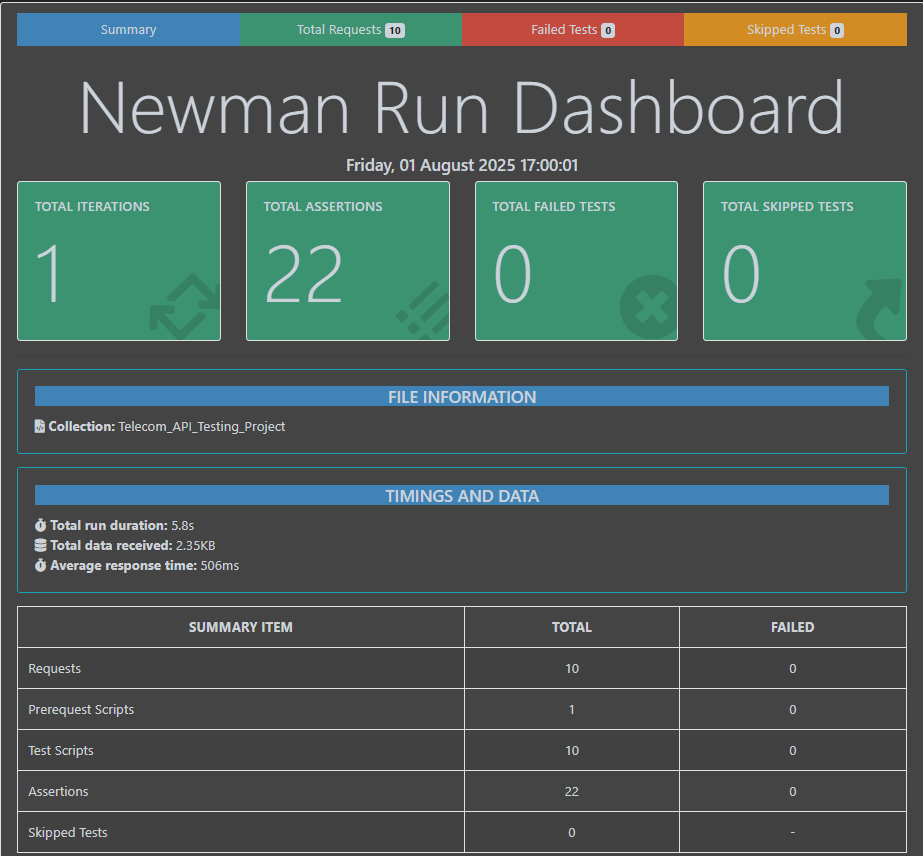 Summary Total Requests 10 Failed Tests 0 Skipped Tests 0
Newman Run Dashboard
Friday, 01 August 2025 17:00:01
TOTAL ITERATIONS TOTAL ASSERTIONS TOTAL FAILED TESTS TOTAL SKIPPED TESTS
1 22 0 0
FILE INFORMATION
Collection: Telecom_API_Testing_Project
TIMINGS AND DATA
Total run duration: 5.8s
Total data received: 2.35KB
Average response time: 506ms
SUMMARY ITEM TOTAL FAILED
Requests 10 0
Prerequest Scripts 1 0
Test Scripts 10 0
Assertions 22 0
Skipped Tests 0 -